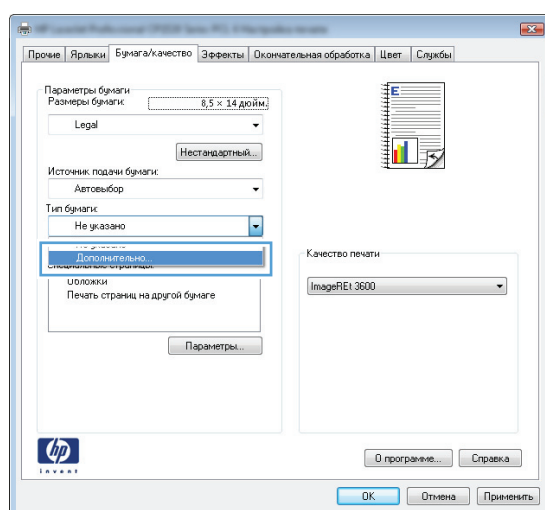 Прочие Ярлыки Бумага/качество Эффекты Окончательная обработка Цвет Службы
Параметры бумаги
Размеры бумаги: 8,5 × 14 дюйм.
Legal
Нестандартный...
Источник подачи бумаги:
Автовыбор
Тип бумаги:
Не указано
Дополнительно...
Обложки
Печать страниц на другой бумаге
Параметры...
E
Качество печати
ImageREt 3600
hp
invent
О программе... Справка
OK Отмена Применить